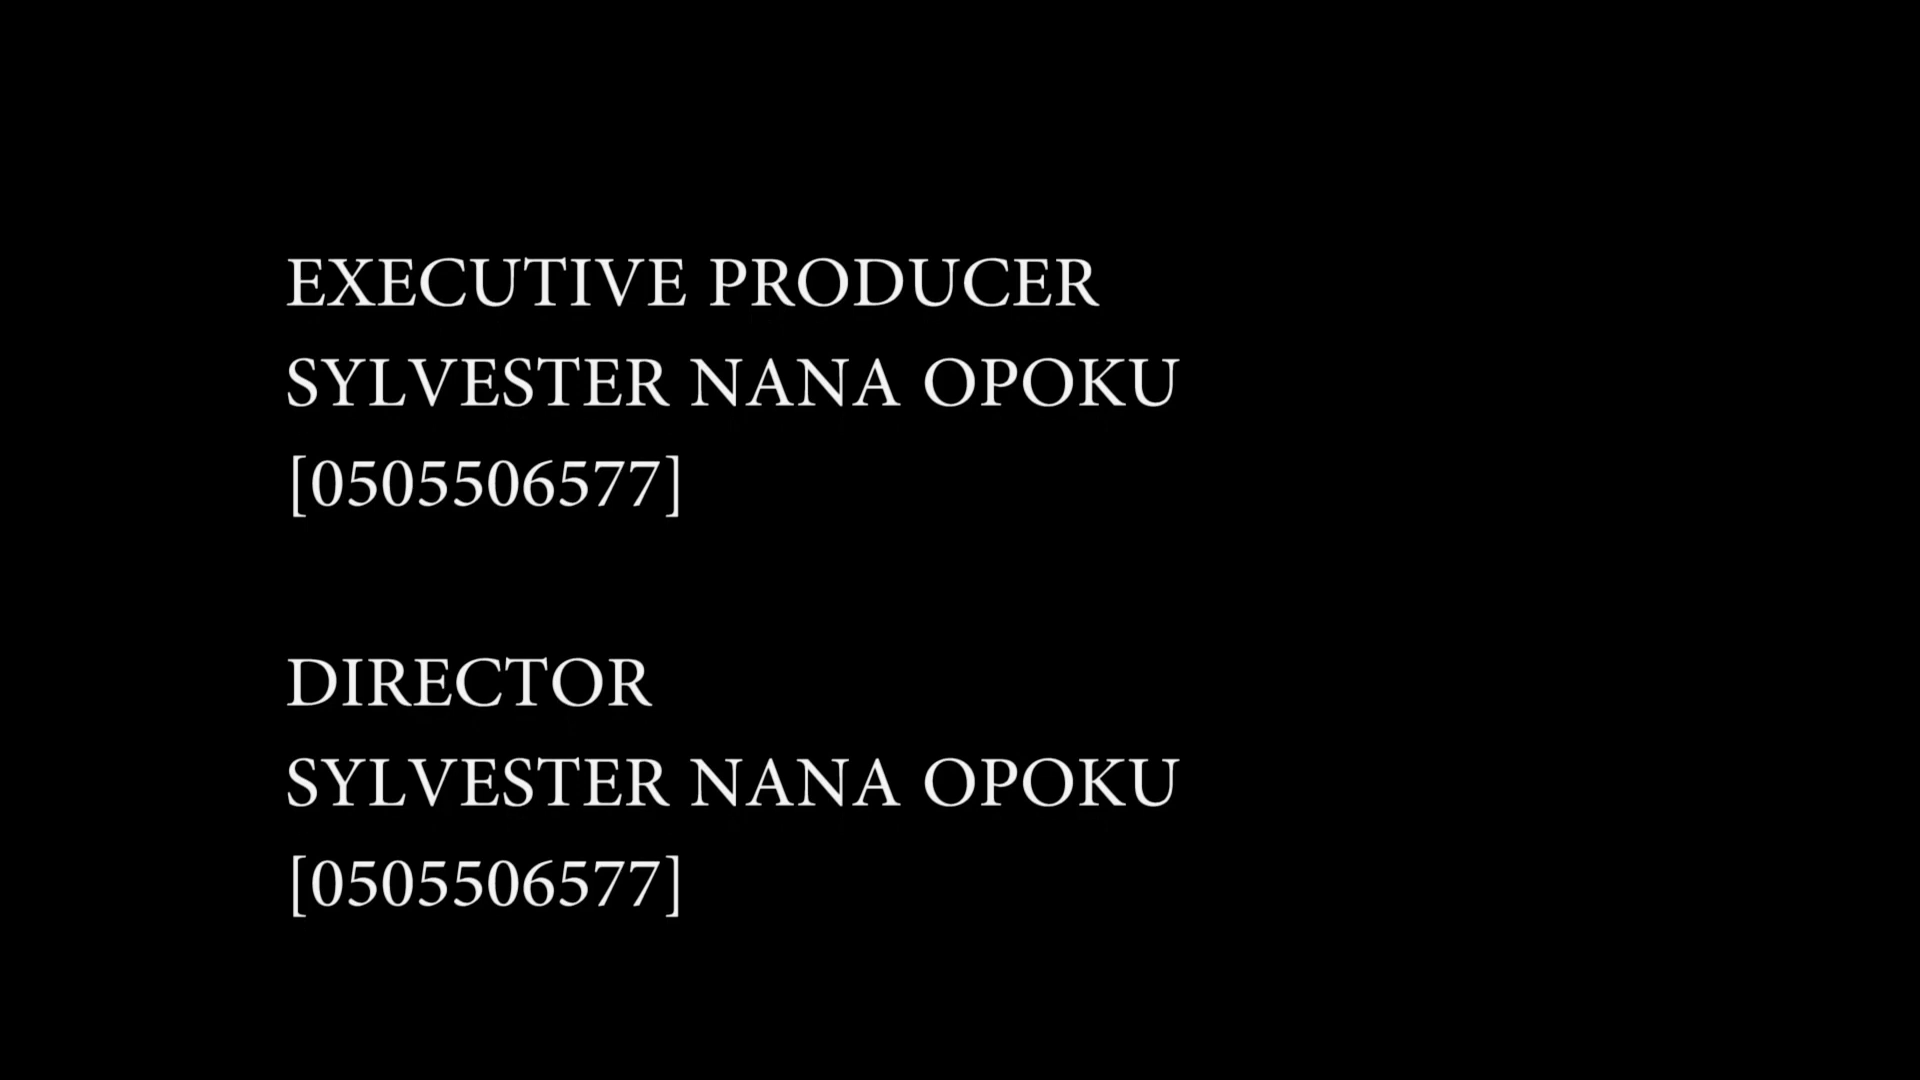 EXECUTIVE PRODUCER
SYLVESTER NANA OPOKU
[0505506577]
DIRECTOR
SYLVESTER NANA OPOKU
[0505506577]